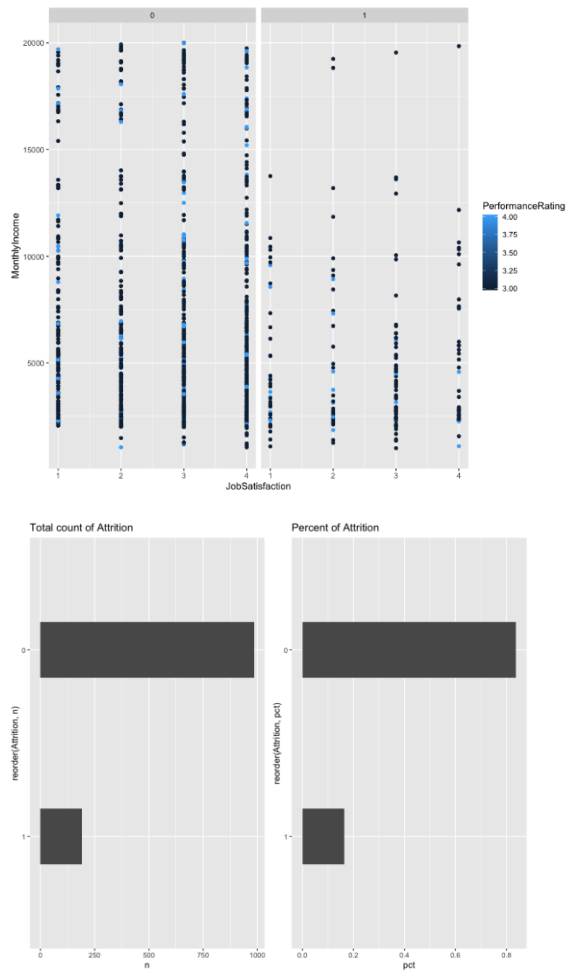 0 1
20000
15000
10000
5000
MonthlyIncome
1 2 3 4 1 2 3 4
JobSatisfaction
PerformanceRating
4.00
3.75
3.50
3.25
3.00
Total count of Attrition
0
1
reorder(Attrition, n)
0 250 500 750 1000
n
Percent of Attrition
0
1
reorder(Attrition, pct)
0.0 0.2 0.4 0.6 0.8
pct